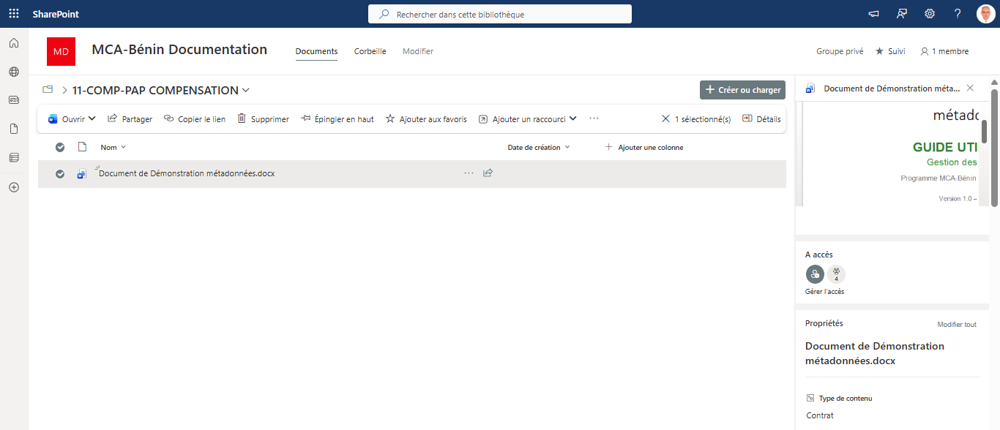 SharePoint
Rechercher dans cette bibliothèque
?
MD
MCA-Bénin Documentation
Documents
Corbeille
Modifier
Groupe privé
Suivi
1 membre
11-COMP-PAP COMPENSATION
Créer ou charger
Ouvrir
Partager
Copier le lien
Supprimer
Épingler en haut
Ajouter aux favoris
Ajouter un raccourci
...
1 sélectionné(s)
Détails
Nom
Date de création
Ajouter une colonne
Document de Démonstration métadonnées.docx
...
Document de Démonstration méta...
métado
GUIDE UTI
Gestion des
Programme MCA-Bénin
Version 1.0 –
A accès
4
Gérer l'accès
Propriétés
Modifier tout
Document de Démonstration
métadonnées.docx
Type de contenu
Contrat